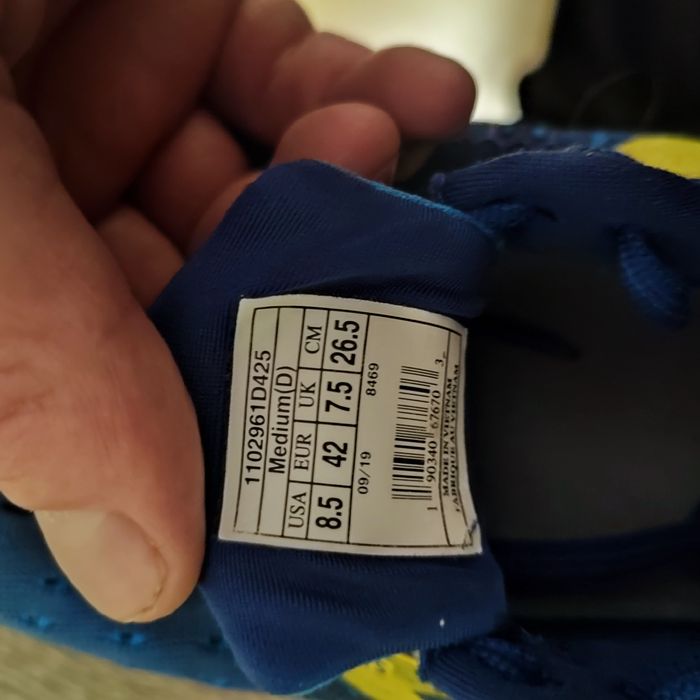 1102961D425
Medium(D)
USA EUR UK CM
8.5 42 7.5 26.5
09/19 8469
1 90340 67670 3
MADE IN VIETNAM
FABRIQUE AU VIETNAM